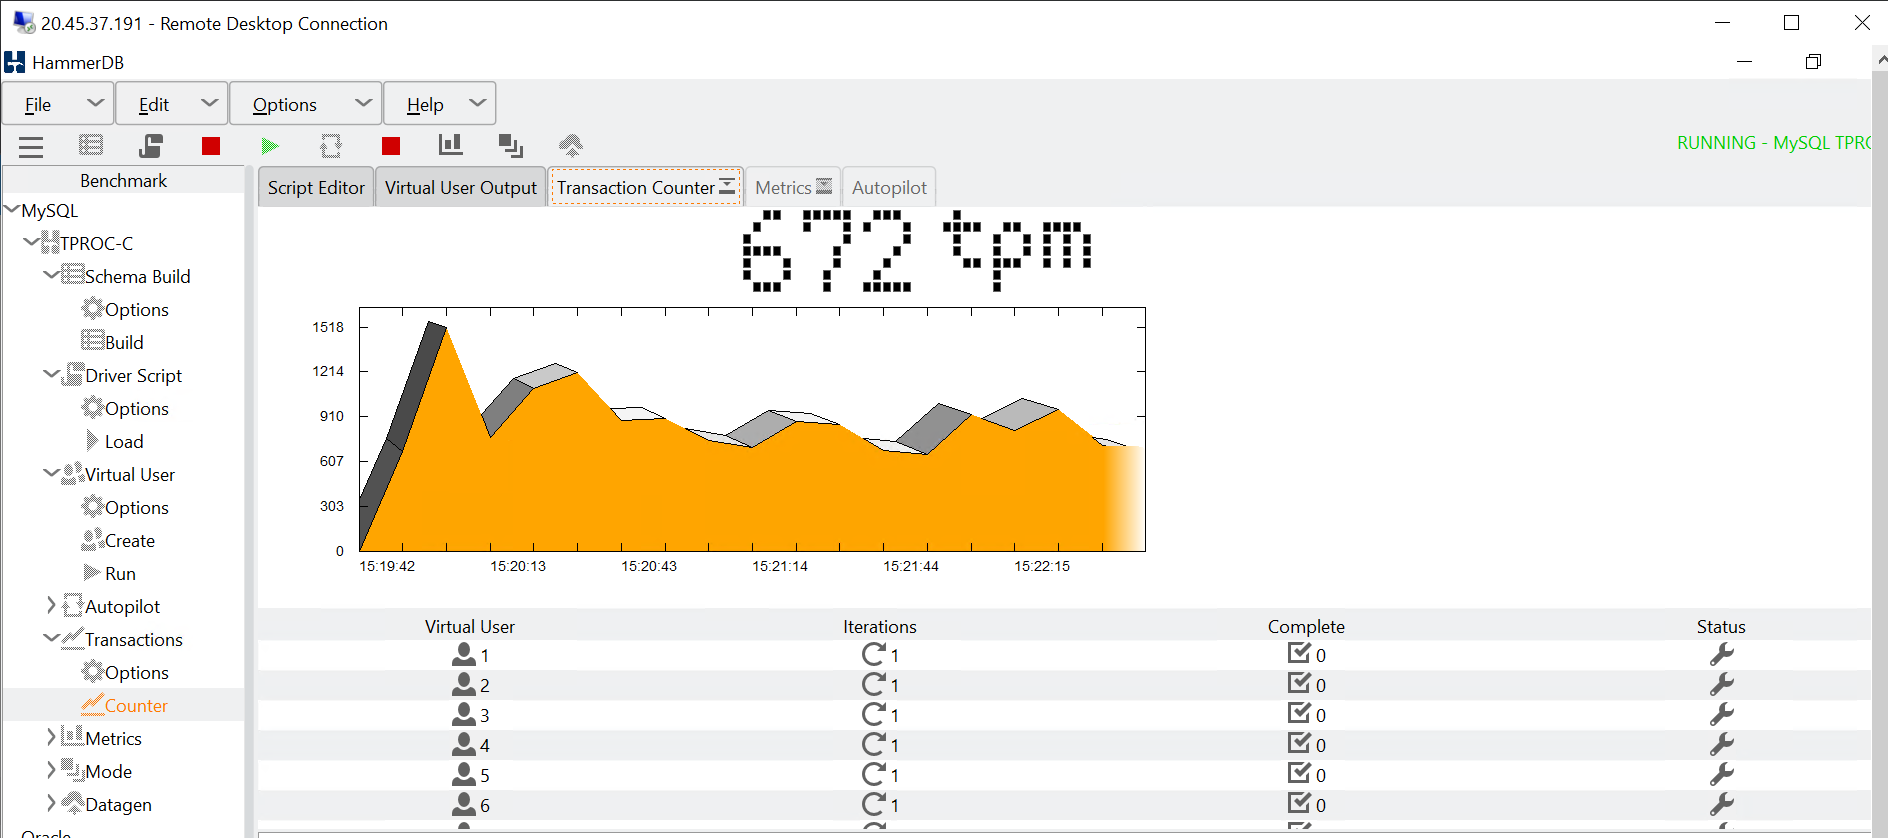 20.45.37.191 - Remote Desktop Connection
HammerDB
File Edit Options Help
RUNNING - MySQL TPROC
Benchmark
Script Editor Virtual User Output Transaction Counter Metrics Autopilot
MySQL
TPROC-C
Schema Build
Options
Build
Driver Script
Options
Load
Virtual User
Options
Create
Run
Autopilot
Transactions
Options
Counter
Metrics
Mode
Datagen
Oracle
672 tpm
1518
1214
910
607
303
0
15:19:42 15:20:13 15:20:43 15:21:14 15:21:44 15:22:15
Virtual User Iterations Complete Status
1 1 0
2 1 0
3 1 0
4 1 0
5 1 0
6 1 0